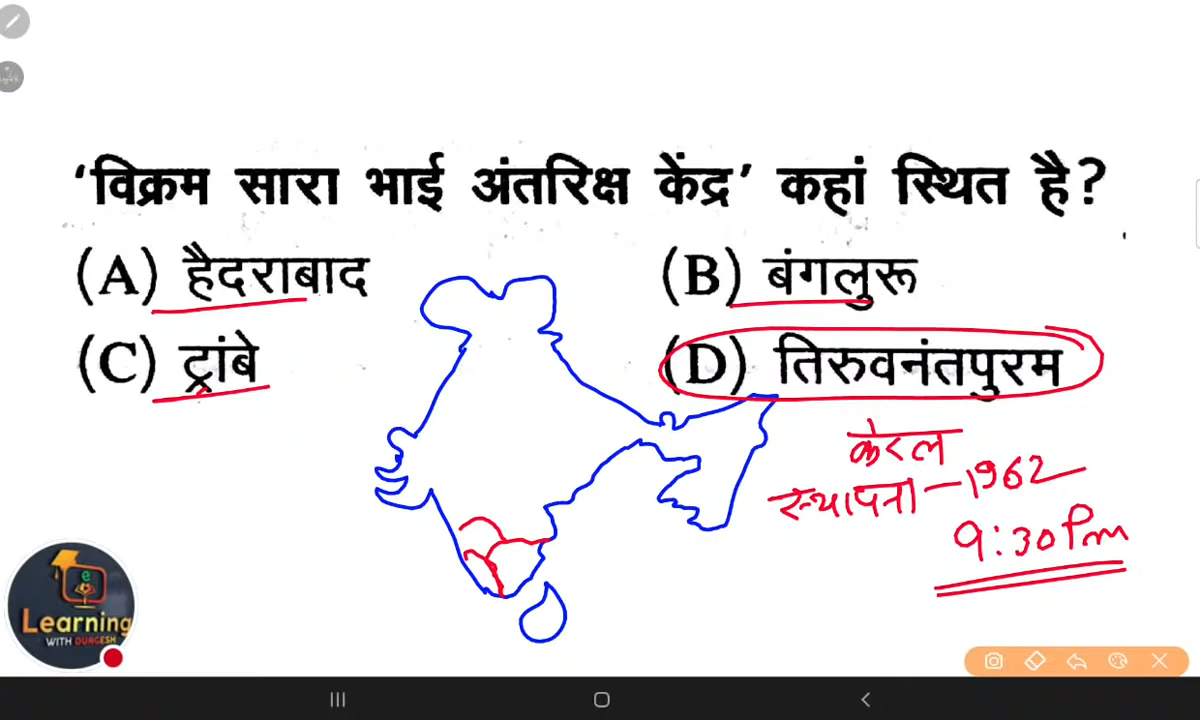 ‘विक्रम सारा भाई अंतरिक्ष केंद्र’ कहां स्थित है?
(A) हैदराबाद
(B) बंगलुरू
(C) ट्रांबे
(D) तिरुवनंतपुरम
केरल
स्थापना – 1962
9:30 Pm
e
Learning
WITH DURGESH